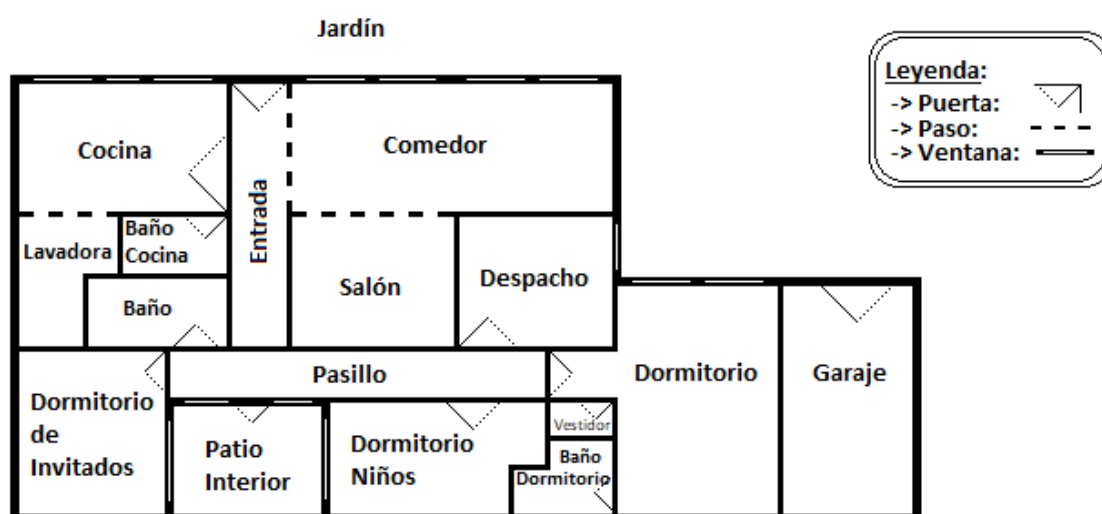 Jardín
Leyenda:
-> Puerta:
-> Paso:
-> Ventana:
Cocina
Comedor
Entrada
Lavadora
Baño
Cocina
Salón
Despacho
Baño
Pasillo
Dormitorio
Garaje
Dormitorio
de
Invitados
Patio
Interior
Dormitorio
Niños
Vestidor
Baño
Dormitorio